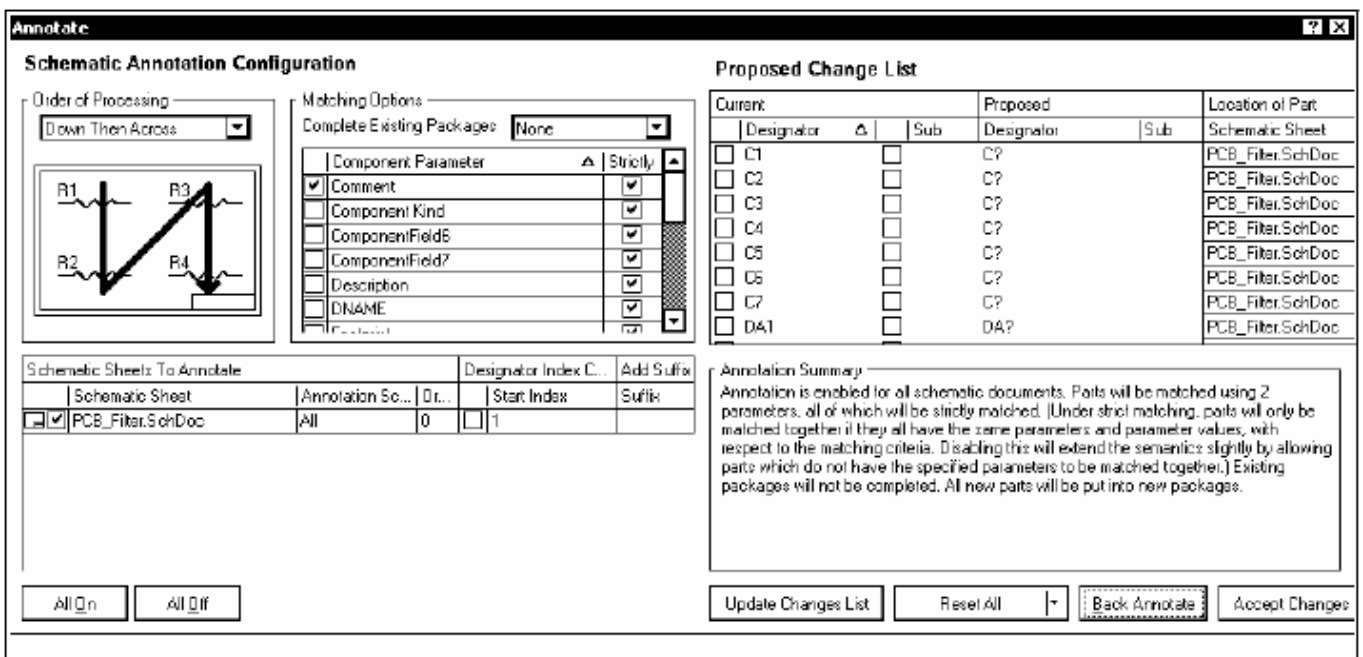 Annotate
Schematic Annotation Configuration
Order of Processing
Down Then Across
R1 R3
R2 R4
Matching Options
Complete Existing Packages None
Component Parameter Strictly
Comment
Component Kind
ComponentField6
ComponentField7
Description
DNAME
Schematic Sheets To Annotate Designator Index C... Add Suffix
Schematic Sheet Annotation Sc... Or... Start Index Suffix
PCB_Filter.SchDoc All 0 1
All On All Off
Proposed Change List
Current Proposed Location of Part
Designator Sub Designator Sub Schematic Sheet
C1 C? PCB_Filter.SchDoc
C2 C? PCB_Filter.SchDoc
C3 C? PCB_Filter.SchDoc
C4 C? PCB_Filter.SchDoc
C5 C? PCB_Filter.SchDoc
C6 C? PCB_Filter.SchDoc
C7 C? PCB_Filter.SchDoc
DA1 DA? PCB_Filter.SchDoc
Annotation Summary
Annotation is enabled for all schematic documents. Parts will be matched using 2
parameters, all of which will be strictly matched. (Under strict matching, parts will only be
matched together if they all have the same parameters and parameter values, with
respect to the matching criteria. Disabling this will extend the semantics slightly by allowing
parts which do not have the specified parameters to be matched together.) Existing
packages will not be completed. All new parts will be put into new packages.
Update Changes List Reset All Back Annotate Accept Changes